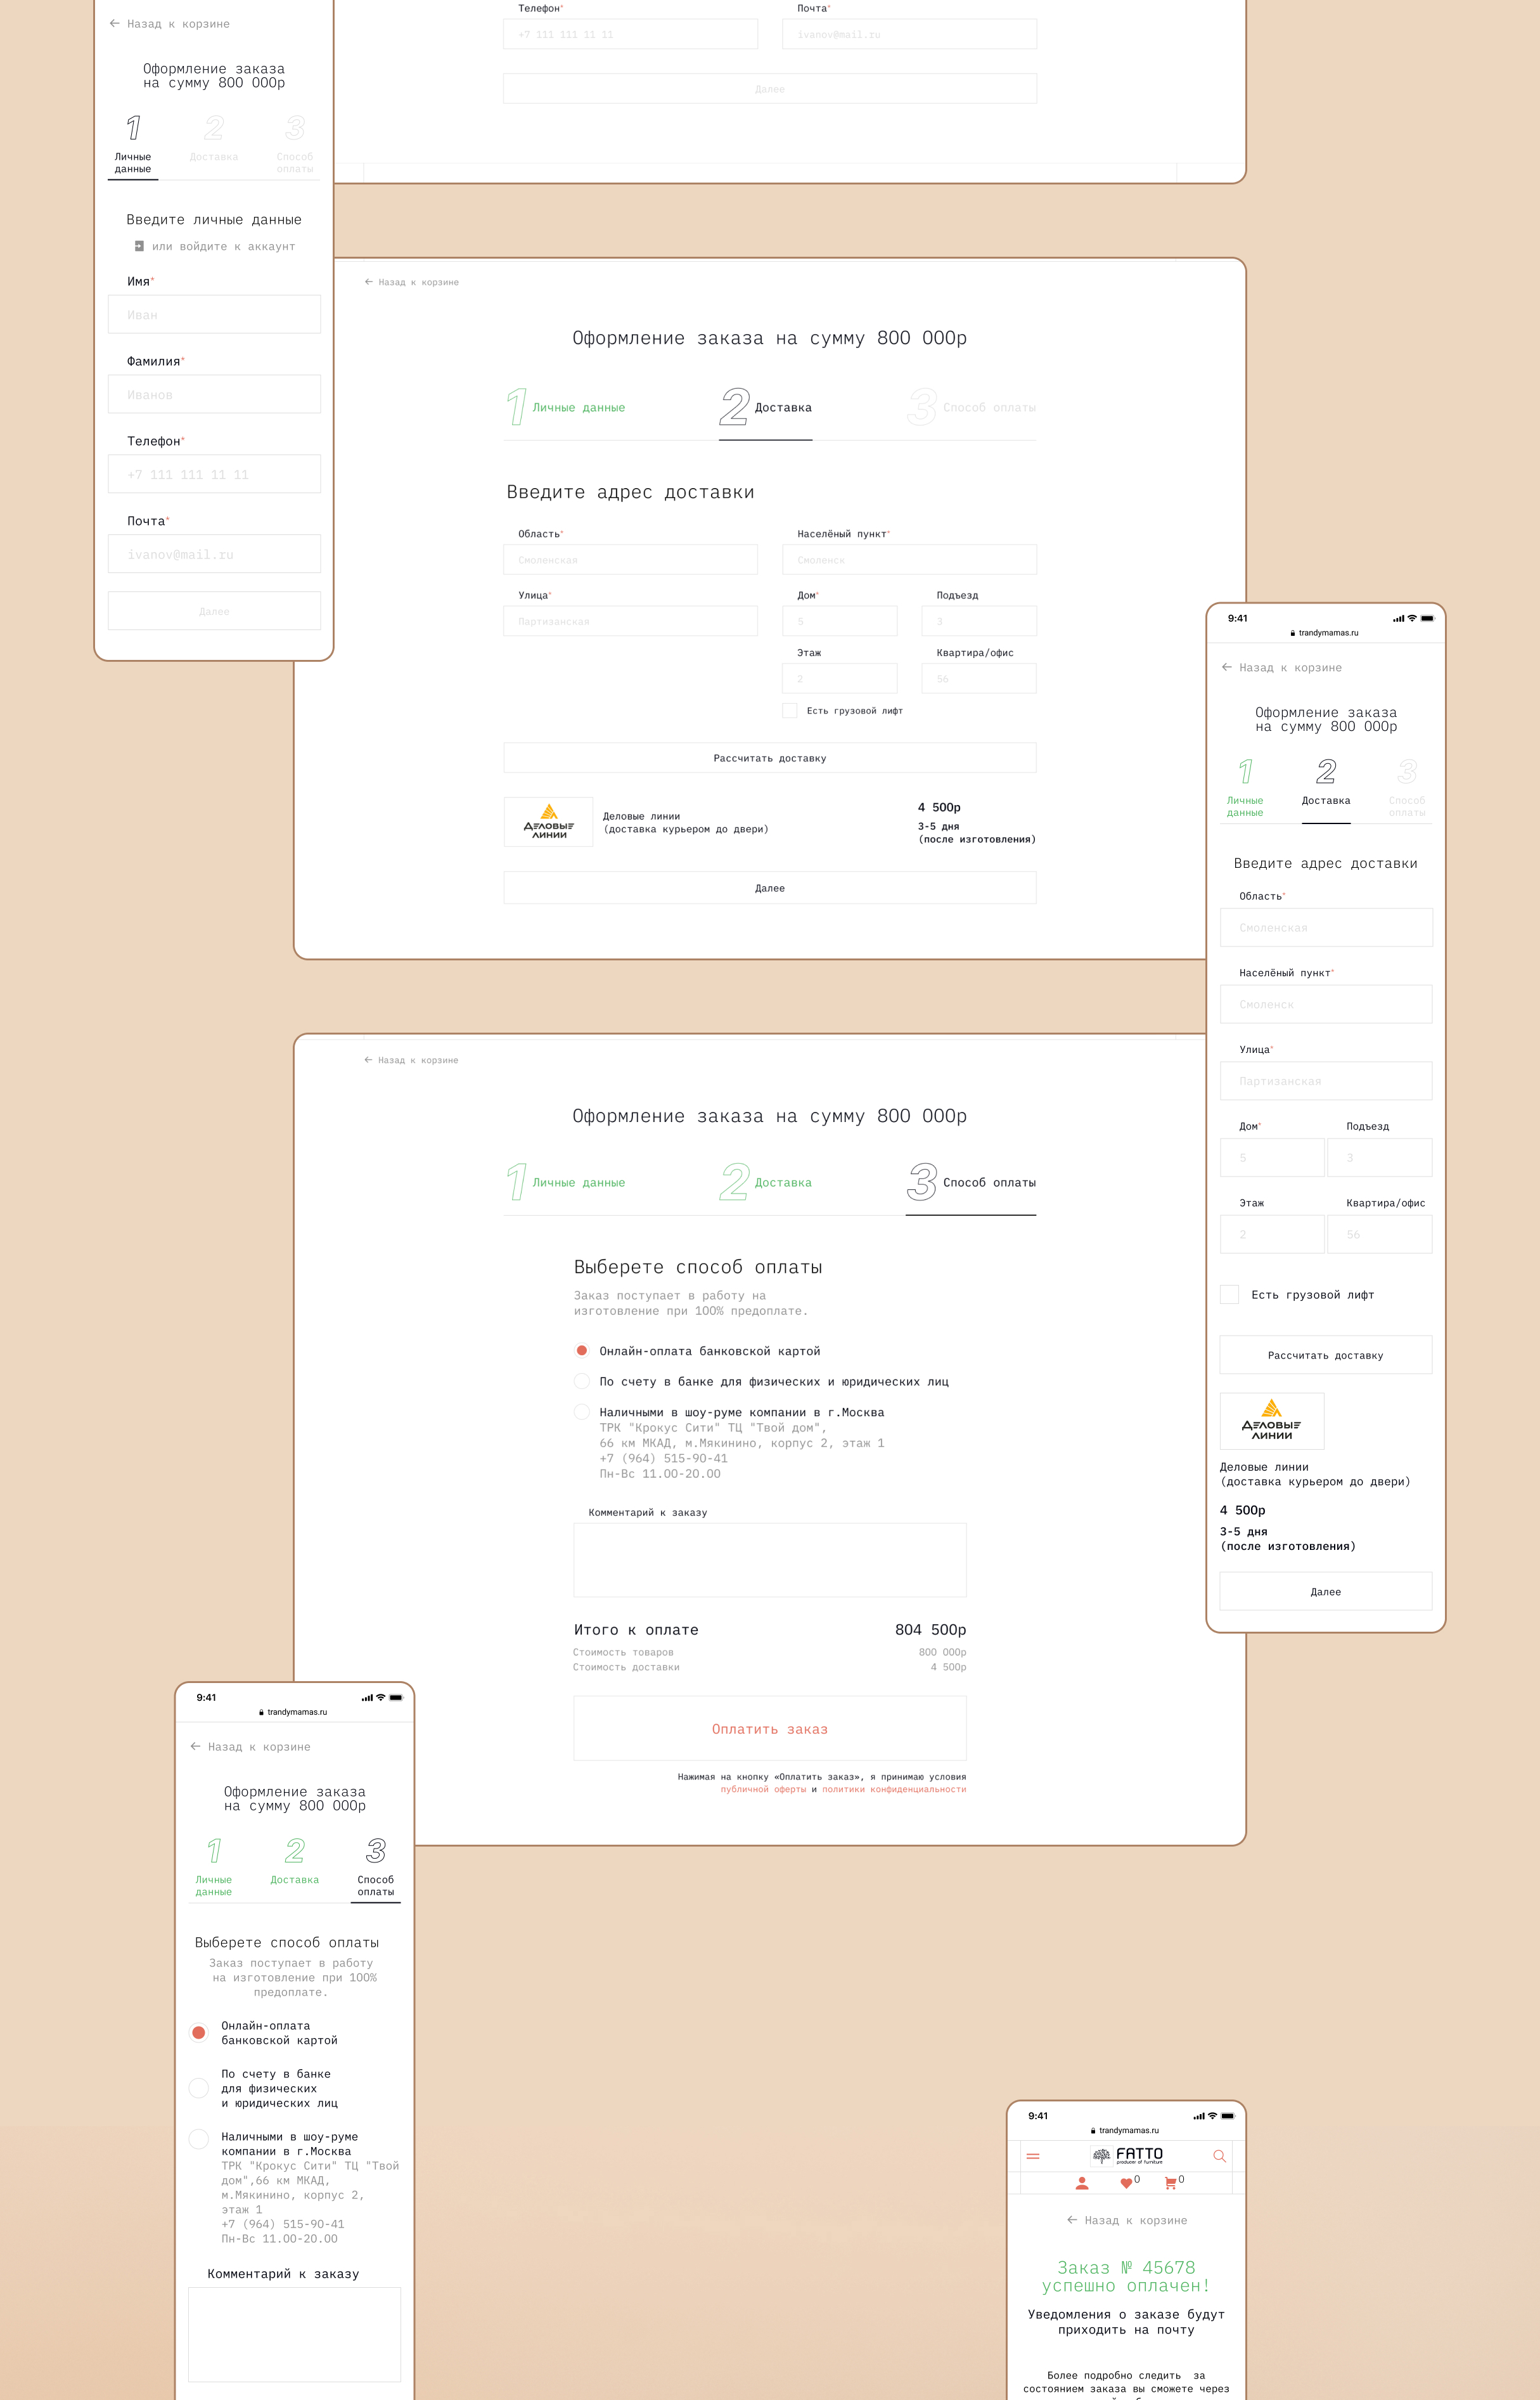 ← Назад к корзине
Оформление заказа
на сумму 800 000р
1
2
3
Личные
данные
Доставка
Способ
оплаты
Введите личные данные
или войдите к аккаунт
Имя*
Иван
Фамилия*
Иванов
Телефон*
+7 111 111 11 11
Почта*
ivanov@mail.ru
Далее
Телефон*
Почта*
+7 111 111 11 11
ivanov@mail.ru
Далее
← Назад к корзине
Оформление заказа на сумму 800 000р
1 Личные данные
2 Доставка
3 Способ оплаты
Введите адрес доставки
Область*
Населёный пункт*
Смоленская
Смоленск
Улица*
Дом*
Подъезд
Партизанская
5
3
Этаж
Квартира/офис
2
56
Есть грузовой лифт
Рассчитать доставку
ДЕЛОВЫЕ
ЛИНИИ
Деловые линии
(доставка курьером до двери)
4 500р
3-5 дня
(после изготовления)
Далее
9:41
trandymamas.ru
← Назад к корзине
Оформление заказа
на сумму 800 000р
1
2
3
Личные
данные
Доставка
Способ
оплаты
Введите адрес доставки
Область*
Смоленская
Населёный пункт*
Смоленск
Улица*
Партизанская
Дом*
Подъезд
5
3
Этаж
Квартира/офис
2
56
Есть грузовой лифт
Рассчитать доставку
ДЕЛОВЫЕ
ЛИНИИ
Деловые линии
(доставка курьером до двери)
4 500р
3-5 дня
(после изготовления)
Далее
← Назад к корзине
Оформление заказа на сумму 800 000р
1 Личные данные
2 Доставка
3 Способ оплаты
Выберете способ оплаты
Заказ поступает в работу на
изготовление при 100% предоплате.
Онлайн-оплата банковской картой
По счету в банке для физических и юридических лиц
Наличными в шоу-руме компании в г.Москва
ТРК "Крокус Сити" ТЦ "Твой дом",
66 км МКАД, м.Мякинино, корпус 2, этаж 1
+7 (964) 515-90-41
Пн-Вс 11.00-20.00
Комментарий к заказу
Итого к оплате
804 500р
Стоимость товаров
800 000р
Стоимость доставки
4 500р
Оплатить заказ
Нажимая на кнопку «Оплатить заказ», я принимаю условия
публичной оферты и политики конфиденциальности
9:41
trandymamas.ru
← Назад к корзине
Оформление заказа
на сумму 800 000р
1
2
3
Личные
данные
Доставка
Способ
оплаты
Выберете способ оплаты
Заказ поступает в работу
на изготовление при 100%
предоплате.
Онлайн-оплата
банковской картой
По счету в банке
для физических
и юридических лиц
Наличными в шоу-руме
компании в г.Москва
ТРК "Крокус Сити" ТЦ "Твой
дом",66 км МКАД,
м.Мякинино, корпус 2,
этаж 1
+7 (964) 515-90-41
Пн-Вс 11.00-20.00
Комментарий к заказу
9:41
trandymamas.ru
FATTO
producer of furniture
0
0
← Назад к корзине
Заказ № 45678
успешно оплачен!
Уведомления о заказе будут
приходить на почту
Более подробно следить за
состоянием заказа вы сможете через